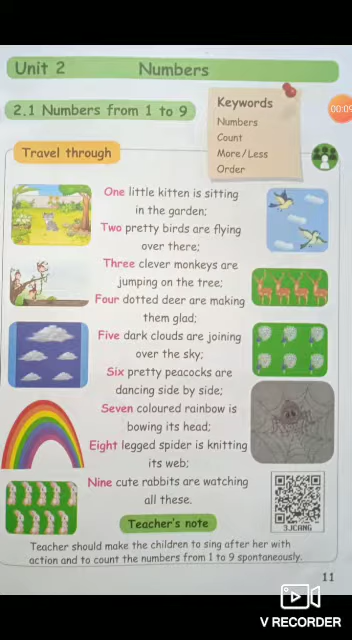 Unit 2 Numbers
2.1 Numbers from 1 to 9
Keywords
Numbers
Count
More/Less
Order
00:09
Travel through
One little kitten is sitting
in the garden;
Two pretty birds are flying
over there;
Three clever monkeys are
jumping on the tree;
Four dotted deer are making
them glad;
Five dark clouds are joining
over the sky;
Six pretty peacocks are
dancing side by side;
Seven coloured rainbow is
bowing its head;
Eight legged spider is knitting
its web;
Nine cute rabbits are watching
all these.
3JCANG
Teacher's note
Teacher should make the children to sing after her with
action and to count the numbers from 1 to 9 spontaneously.
11
V RECORDER